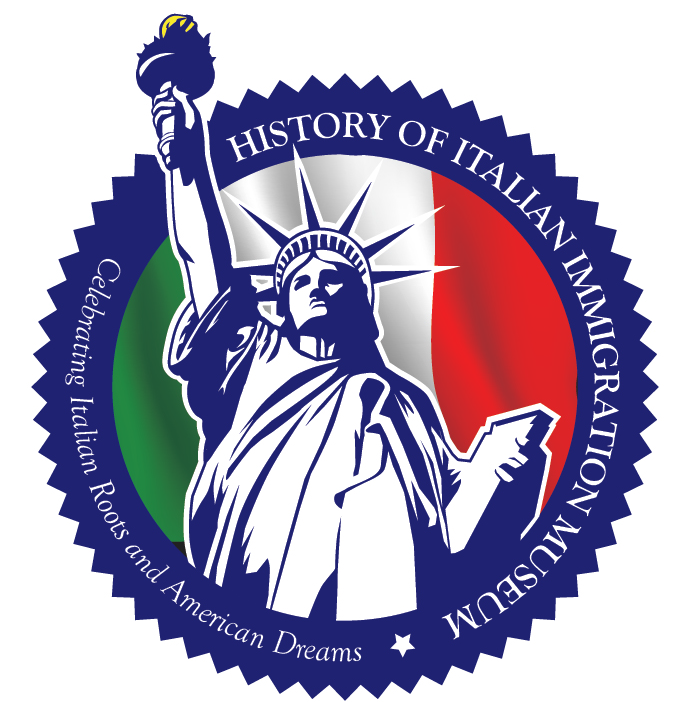 HISTORY OF ITALIAN IMMIGRATION MUSEUM
Celebrating Italian Roots and American Dreams